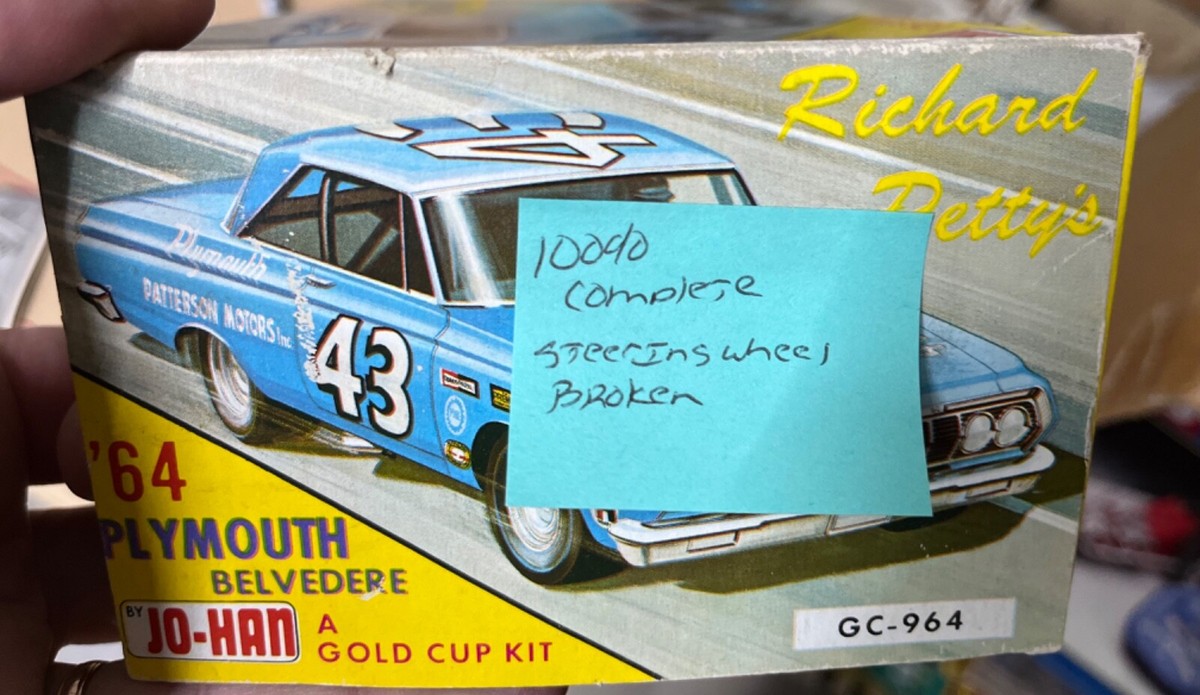 Richard
Petty's
4
Plymouth
PATTERSON MOTORS Inc.
43
100%
Complete
Steering wheel
Broken
'64
PLYMOUTH
BELVEDERE
BY JO-HAN
A
GOLD CUP KIT
GC-964